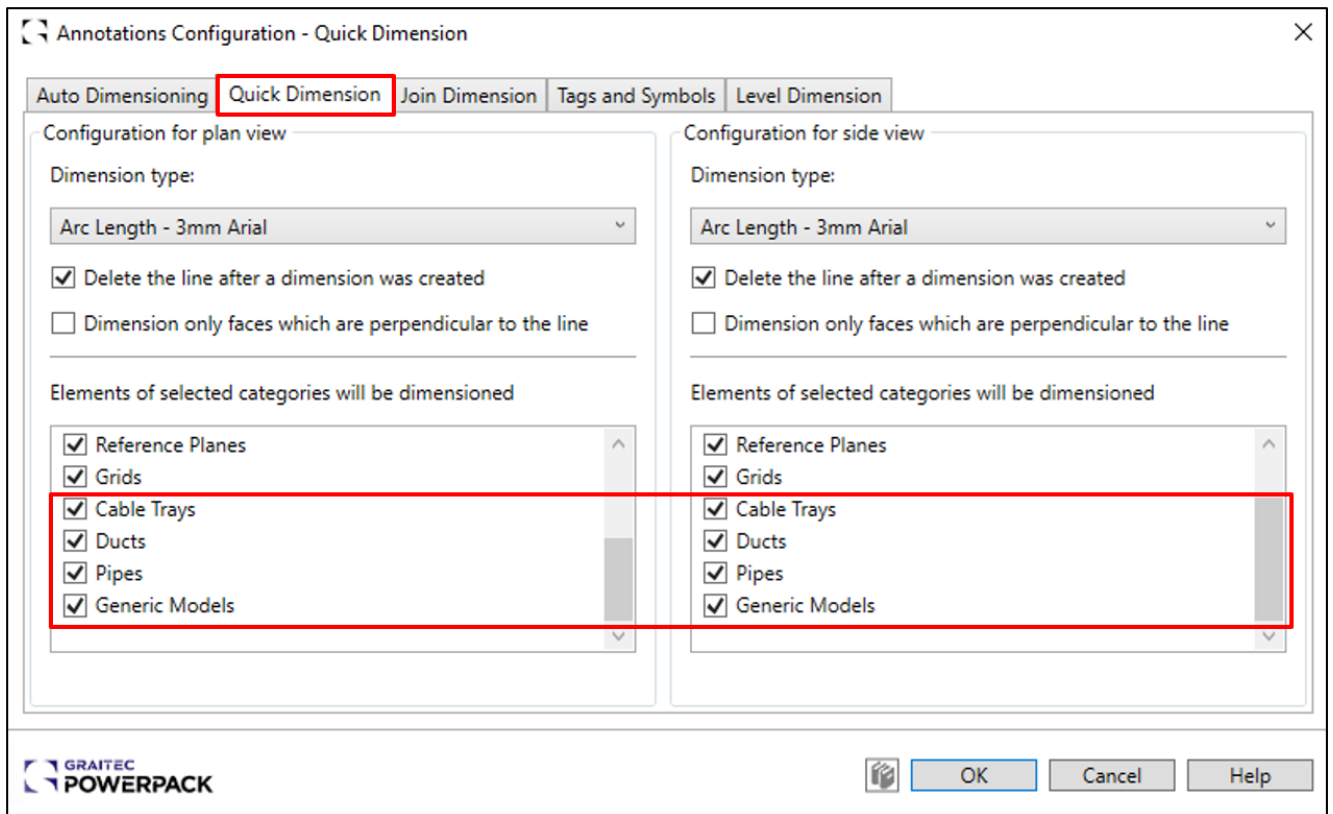 Annotations Configuration - Quick Dimension
Auto Dimensioning Quick Dimension Join Dimension Tags and Symbols Level Dimension
Configuration for plan view
Dimension type:
Arc Length - 3mm Arial
Delete the line after a dimension was created
Dimension only faces which are perpendicular to the line
Elements of selected categories will be dimensioned
Reference Planes
Grids
Cable Trays
Ducts
Pipes
Generic Models
Configuration for side view
Dimension type:
Arc Length - 3mm Arial
Delete the line after a dimension was created
Dimension only faces which are perpendicular to the line
Elements of selected categories will be dimensioned
Reference Planes
Grids
Cable Trays
Ducts
Pipes
Generic Models
GRAITEC
POWERPACK
OK Cancel Help